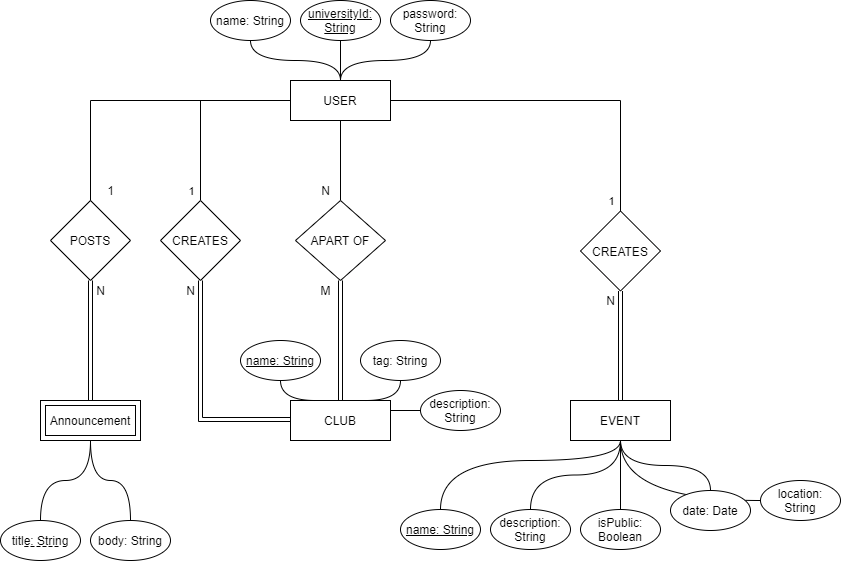 name: String
universityId:
String
password:
String
USER
1
1
N
1
POSTS
CREATES
APART OF
CREATES
N
N
M
N
name: String
tag: String
description:
String
Announcement
CLUB
EVENT
title: String
body: String
name: String
description:
String
isPublic:
Boolean
date: Date
location:
String